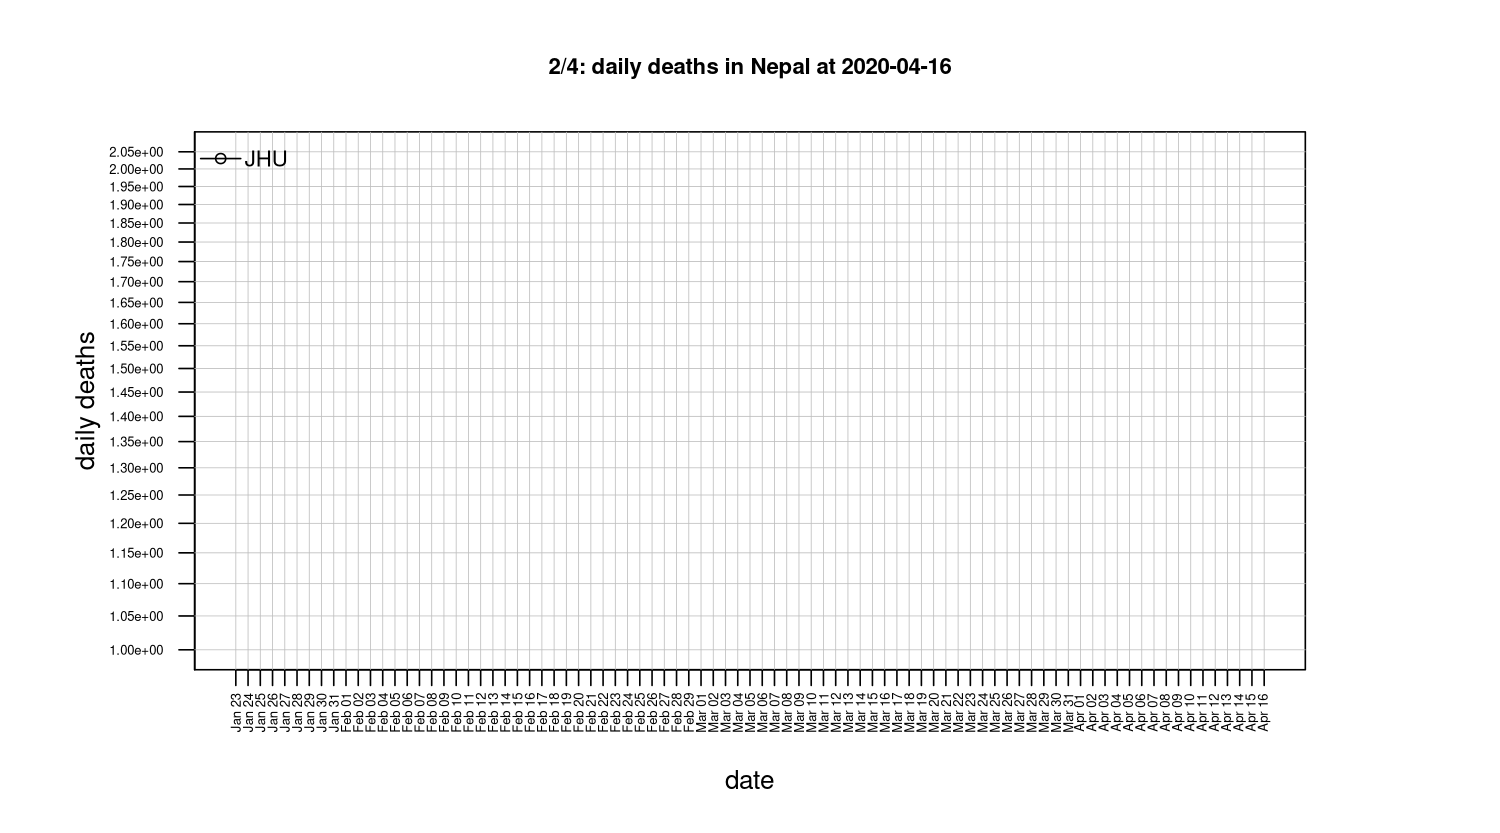 2/4: daily deaths in Nepal at 2020-04-16
JHU
daily deaths
2.05e+00
2.00e+00
1.95e+00
1.90e+00
1.85e+00
1.80e+00
1.75e+00
1.70e+00
1.65e+00
1.60e+00
1.55e+00
1.50e+00
1.45e+00
1.40e+00
1.35e+00
1.30e+00
1.25e+00
1.20e+00
1.15e+00
1.10e+00
1.05e+00
1.00e+00
Jan 23
Jan 24
Jan 25
Jan 26
Jan 27
Jan 28
Jan 29
Jan 30
Jan 31
Feb 01
Feb 02
Feb 03
Feb 04
Feb 05
Feb 06
Feb 07
Feb 08
Feb 09
Feb 10
Feb 11
Feb 12
Feb 13
Feb 14
Feb 15
Feb 16
Feb 17
Feb 18
Feb 19
Feb 20
Feb 21
Feb 22
Feb 23
Feb 24
Feb 25
Feb 26
Feb 27
Feb 28
Feb 29
Mar 01
Mar 02
Mar 03
Mar 04
Mar 05
Mar 06
Mar 07
Mar 08
Mar 09
Mar 10
Mar 11
Mar 12
Mar 13
Mar 14
Mar 15
Mar 16
Mar 17
Mar 18
Mar 19
Mar 20
Mar 21
Mar 22
Mar 23
Mar 24
Mar 25
Mar 26
Mar 27
Mar 28
Mar 29
Mar 30
Mar 31
Apr 01
Apr 02
Apr 03
Apr 04
Apr 05
Apr 06
Apr 07
Apr 08
Apr 09
Apr 10
Apr 11
Apr 12
Apr 13
Apr 14
Apr 15
Apr 16
date